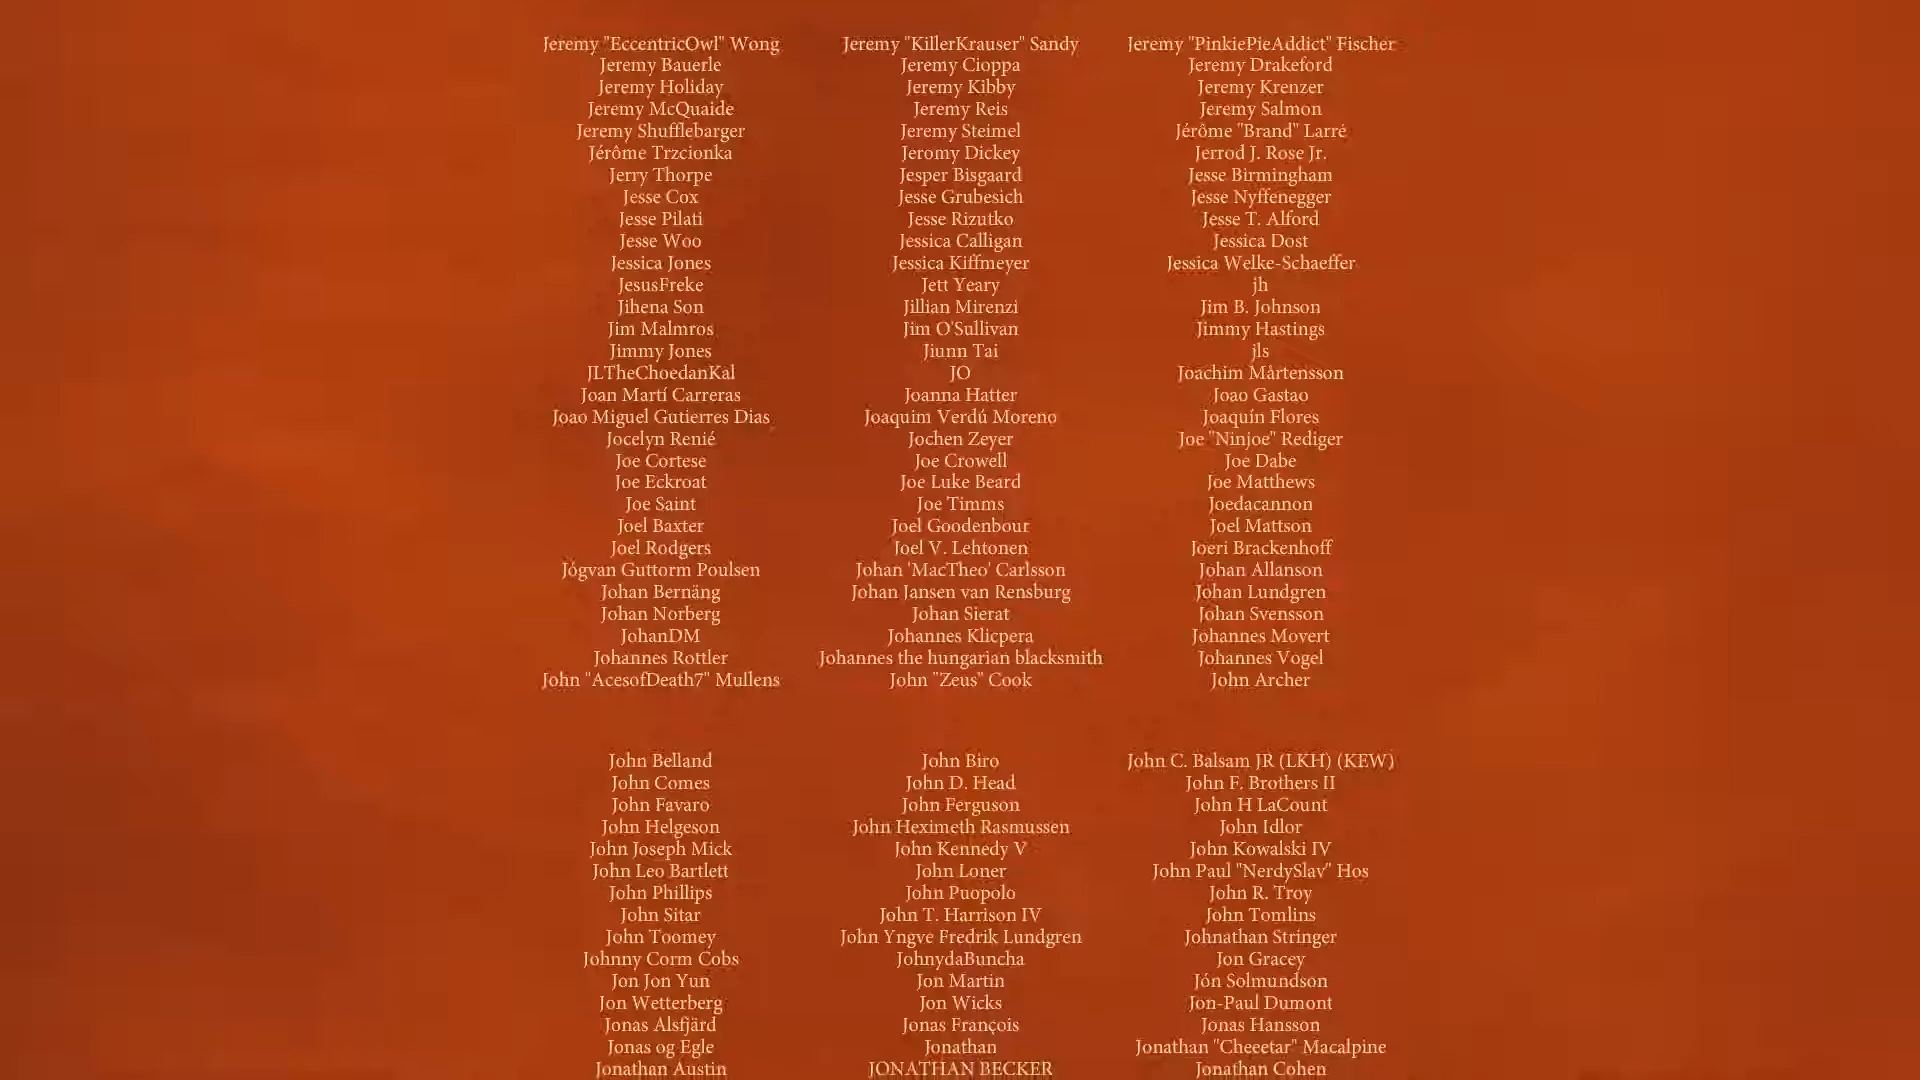 Jeremy "EccentricOwl" Wong Jeremy "KillerKrauser" Sandy Jeremy "PinkiePieAddict" Fischer
Jeremy Bauerle Jeremy Cioppa Jeremy Drakeford
Jeremy Holiday Jeremy Kibby Jeremy Krenzer
Jeremy McQuaide Jeremy Reis Jeremy Salmon
Jeremy Shufflebarger Jeremy Steimel Jérôme "Brand" Larré
Jérôme Trzcionka Jeromy Dickey Jerrod J. Rose Jr.
Jerry Thorpe Jesper Bisgaard Jesse Birmingham
Jesse Cox Jesse Grubesich Jesse Nyffenegger
Jesse Pilati Jesse Rizutko Jesse T. Alford
Jesse Woo Jessica Calligan Jessica Dost
Jessica Jones Jessica Kiffmeyer Jessica Welke-Schaeffer
JesusFreke Jett Yeary jh
Jihena Son Jillian Mirenzi Jim B. Johnson
Jim Malmros Jim O'Sullivan Jimmy Hastings
Jimmy Jones Jiunn Tai jls
JLTheChoedanKal JO Joachim Mårtensson
Joan Martí Carreras Joanna Hatter Joao Gastao
Joao Miguel Gutierres Dias Joaquim Verdú Moreno Joaquín Flores
Jocelyn Renié Jochen Zeyer Joe "Ninjoe" Rediger
Joe Cortese Joe Crowell Joe Dabe
Joe Eckroat Joe Luke Beard Joe Matthews
Joe Saint Joe Timms Joedacannon
Joel Baxter Joel Goodenbour Joel Mattson
Joel Rodgers Joel V. Lehtonen Joeri Brackenhoff
Jógvan Guttorm Poulsen Johan 'MacTheo' Carlsson Johan Allanson
Johan Bernäng Johan Jansen van Rensburg Johan Lundgren
Johan Norberg Johan Sierat Johan Svensson
JohanDM Johannes Klicpera Johannes Movert
Johannes Rottler Johannes the hungarian blacksmith Johannes Vogel
John "AcesofDeath7" Mullens John "Zeus" Cook John Archer
John Belland John Biro John C. Balsam JR (LKH) (KEW)
John Comes John D. Head John F. Brothers II
John Favaro John Ferguson John H LaCount
John Helgeson John Heximeth Rasmussen John Idlor
John Joseph Mick John Kennedy V John Kowalski IV
John Leo Bartlett John Loner John Paul "NerdySlav" Hos
John Phillips John Puopolo John R. Troy
John Sitar John T. Harrison IV John Tomlins
John Toomey John Yngve Fredrik Lundgren Johnathan Stringer
Johnny Corm Cobs JohnydaBuncha Jon Gracey
Jon Jon Yun Jon Martin Jón Solmundson
Jon Wetterberg Jon Wicks Jon-Paul Dumont
Jonas Alsfjärd Jonas François Jonas Hansson
Jonas og Egle Jonathan Jonathan "Cheeetar" Macalpine
Jonathan Austin JONATHAN BECKER Jonathan Cohen